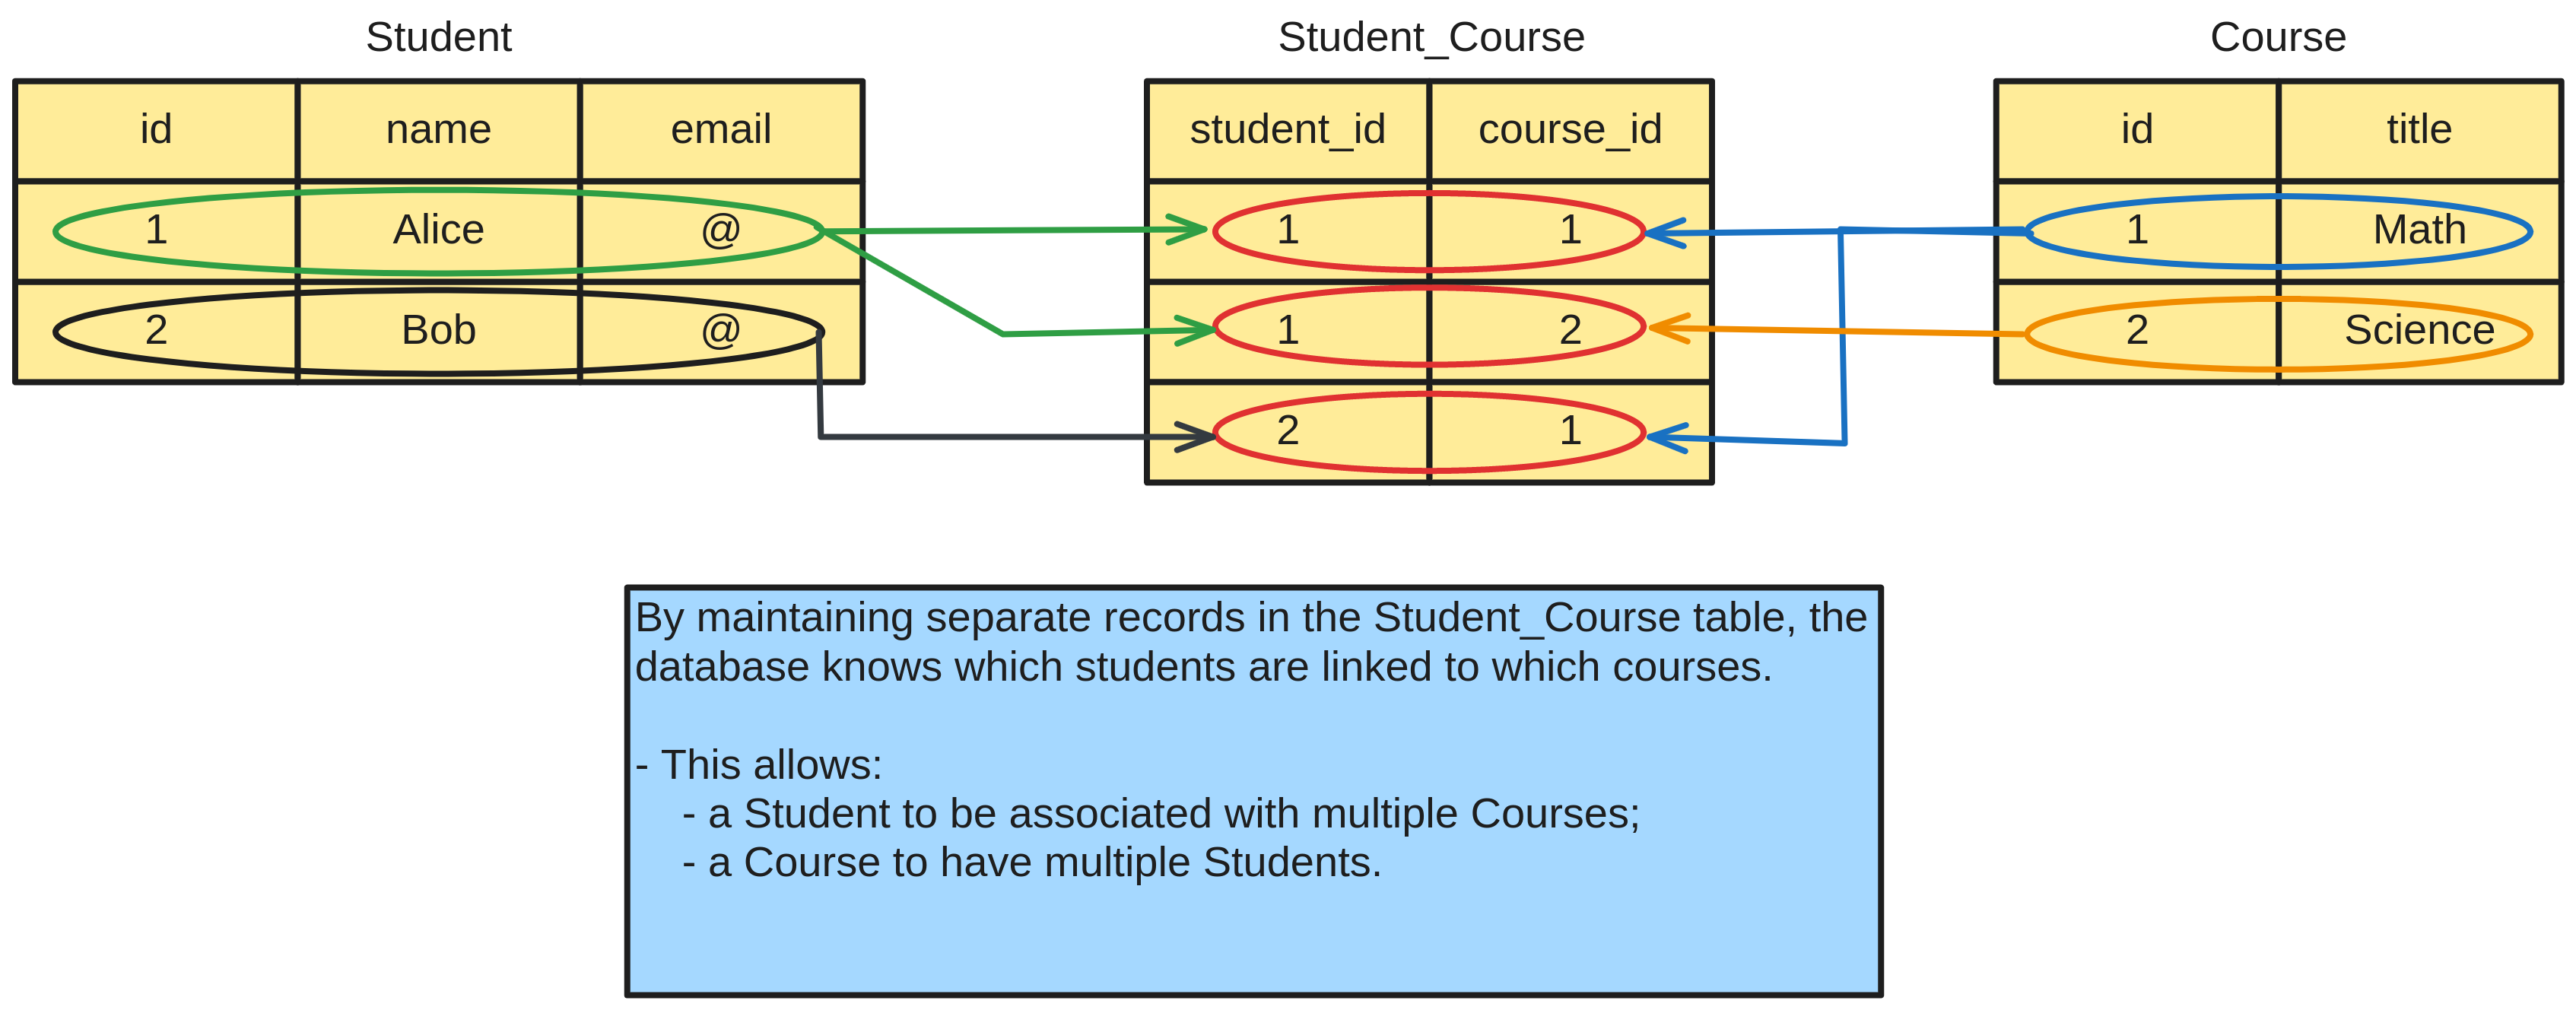 Student
Student_Course
Course
id name email
student_id course_id
id title
1 Alice @
1 1
1 Math
2 Bob @
1 2
2 Science
2 1
By maintaining separate records in the Student_Course table, the
database knows which students are linked to which courses.
- This allows:
- a Student to be associated with multiple Courses;
- a Course to have multiple Students.